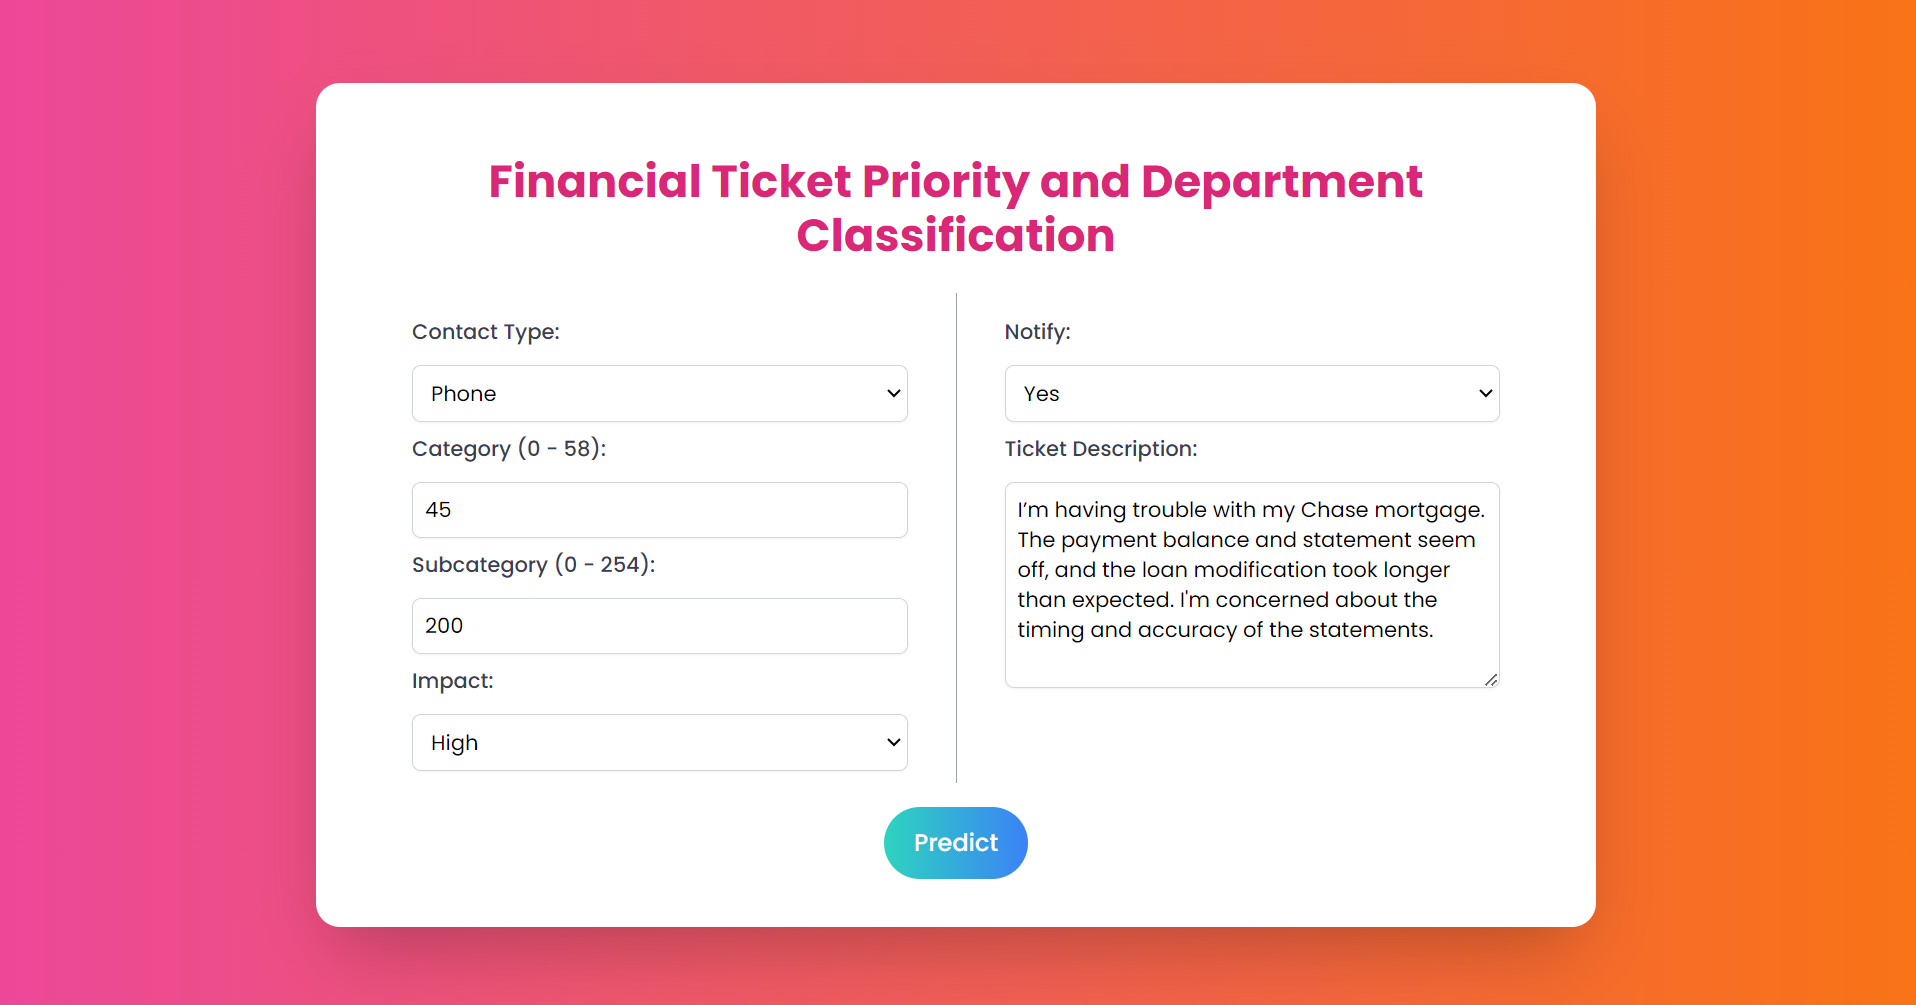 Financial Ticket Priority and Department
Classification
Contact Type:
Phone
Category (0 - 58):
45
Subcategory (0 - 254):
200
Impact:
High
Notify:
Yes
Ticket Description:
I’m having trouble with my Chase mortgage.
The payment balance and statement seem
off, and the loan modification took longer
than expected. I'm concerned about the
timing and accuracy of the statements.
Predict